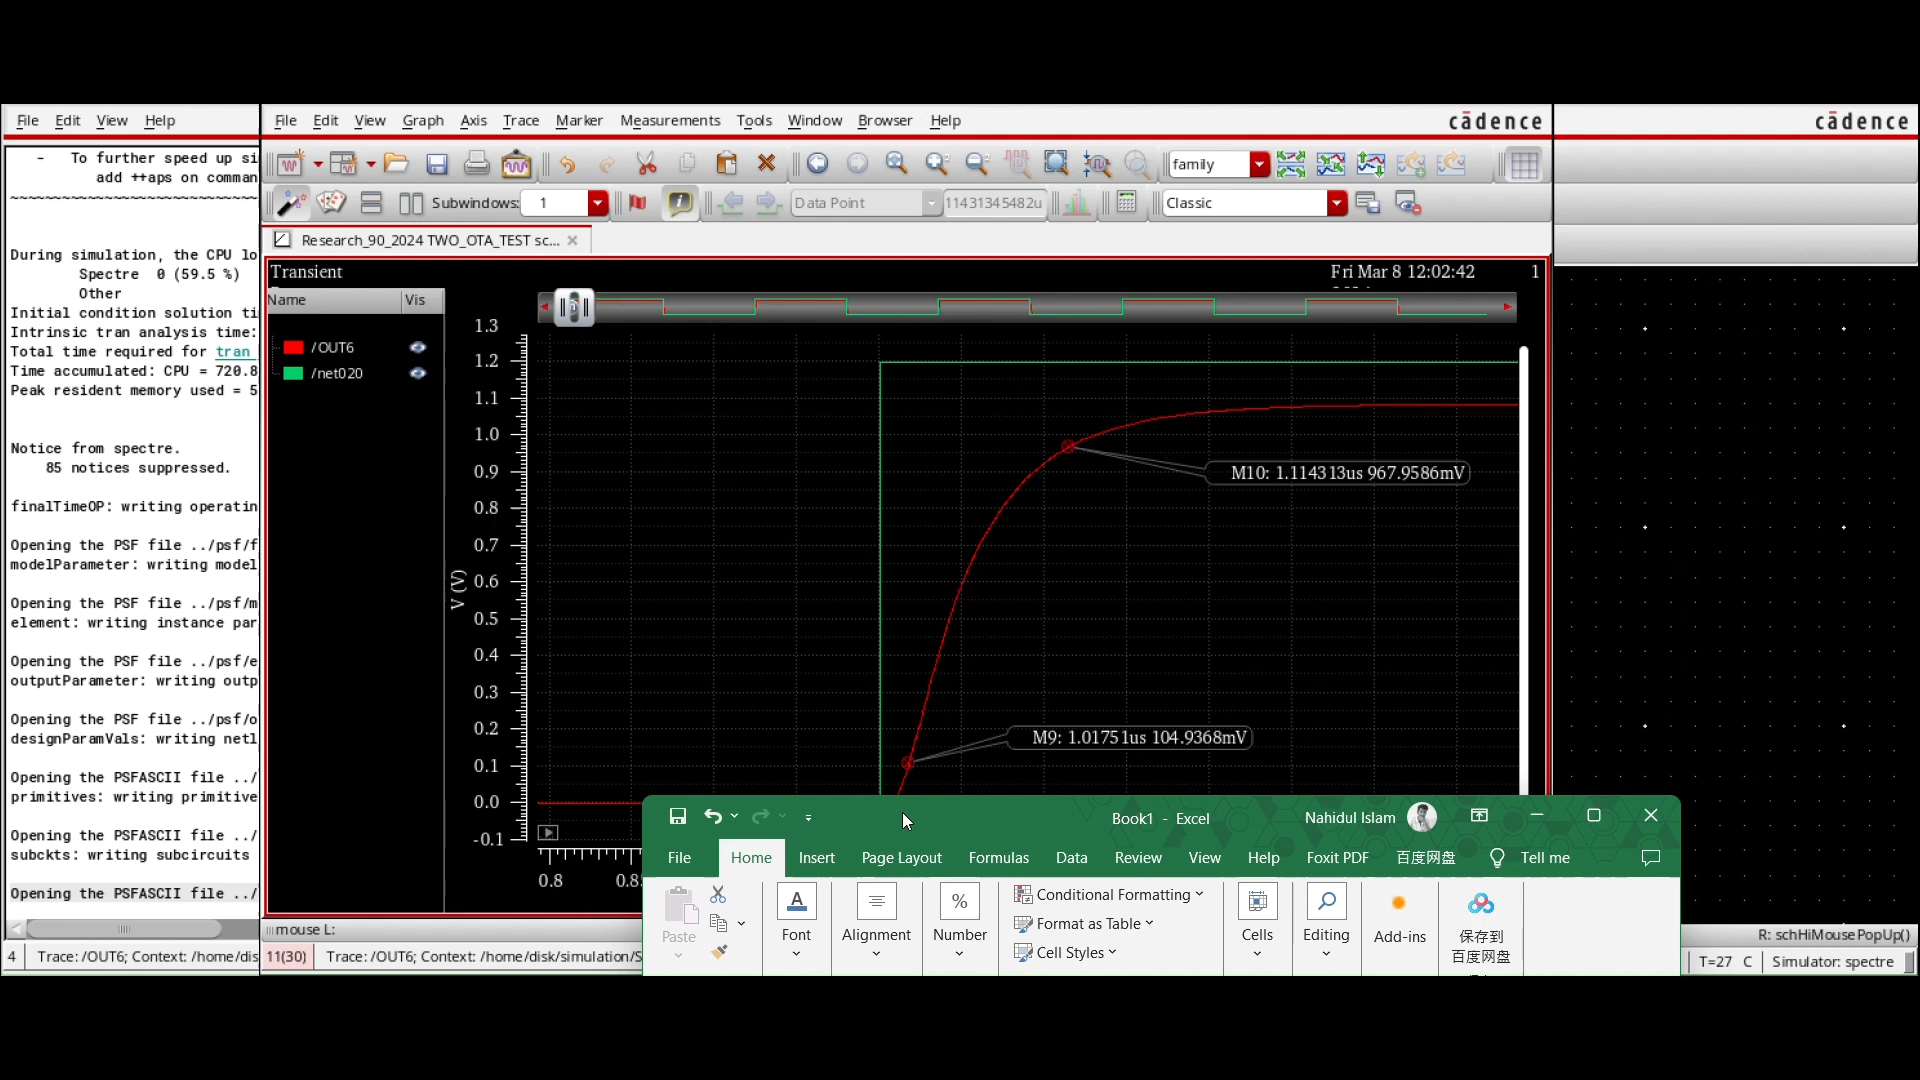 File Edit View Help
- To further speed up si
add ++aps on comman
During simulation, the CPU lo
Spectre 0 (59.5 %)
Other
Initial condition solution ti
Intrinsic tran analysis time:
Total time required for tran
Time accumulated: CPU = 720.8
Peak resident memory used = 5
Notice from spectre.
85 notices suppressed.
finalTimeOP: writing operatin
Opening the PSF file ../psf/f
modelParameter: writing model
Opening the PSF file ../psf/m
element: writing instance par
Opening the PSF file ../psf/e
outputParameter: writing outp
Opening the PSF file ../psf/o
designParamVals: writing netl
Opening the PSFASCII file ../
primitives: writing primitive
Opening the PSFASCII file ../
subckts: writing subcircuits
Opening the PSFASCII file ../
4 Trace: /OUT6; Context: /home/dis
File Edit View Graph Axis Trace Marker Measurements Tools Window Browser Help cādence
family
Subwindows: 1 Data Point 11431345482u Classic
Research_90_2024 TWO_OTA_TEST sc...
Transient Fri Mar 8 12:02:42 1
Name Vis
/OUT6
/net020
1.3
1.2
1.1
1.0
0.9
0.8
0.7
0.6
0.5
0.4
0.3
0.2
0.1
0.0
-0.1
V (V)
M10: 1.114313us 967.9586mV
M9: 1.01751us 104.9368mV
0.8 0.8
mouse L:
11(30) Trace: /OUT6; Context: /home/disk/simulation/S
Book1 - Excel Nahidul Islam
File Home Insert Page Layout Formulas Data Review View Help Foxit PDF 百度网盘 Tell me
Paste
Font
Alignment
%
Number
Conditional Formatting
Format as Table
Cell Styles
Cells
Editing
Add-ins
保存到
百度网盘
cādence
R: schHiMousePopUp()
T=27 C Simulator: spectre